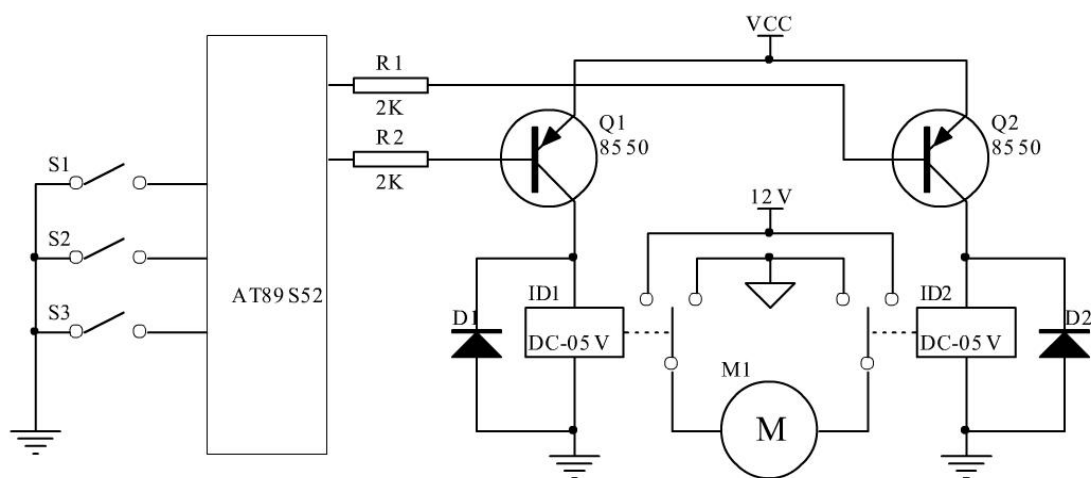 VCC
R1
2K
Q1
8550
Q2
8550
R2
2K
S1
12V
S2
AT89S52
ID1
ID2
S3
D1
DC-05V
DC-05V
D2
M1
M